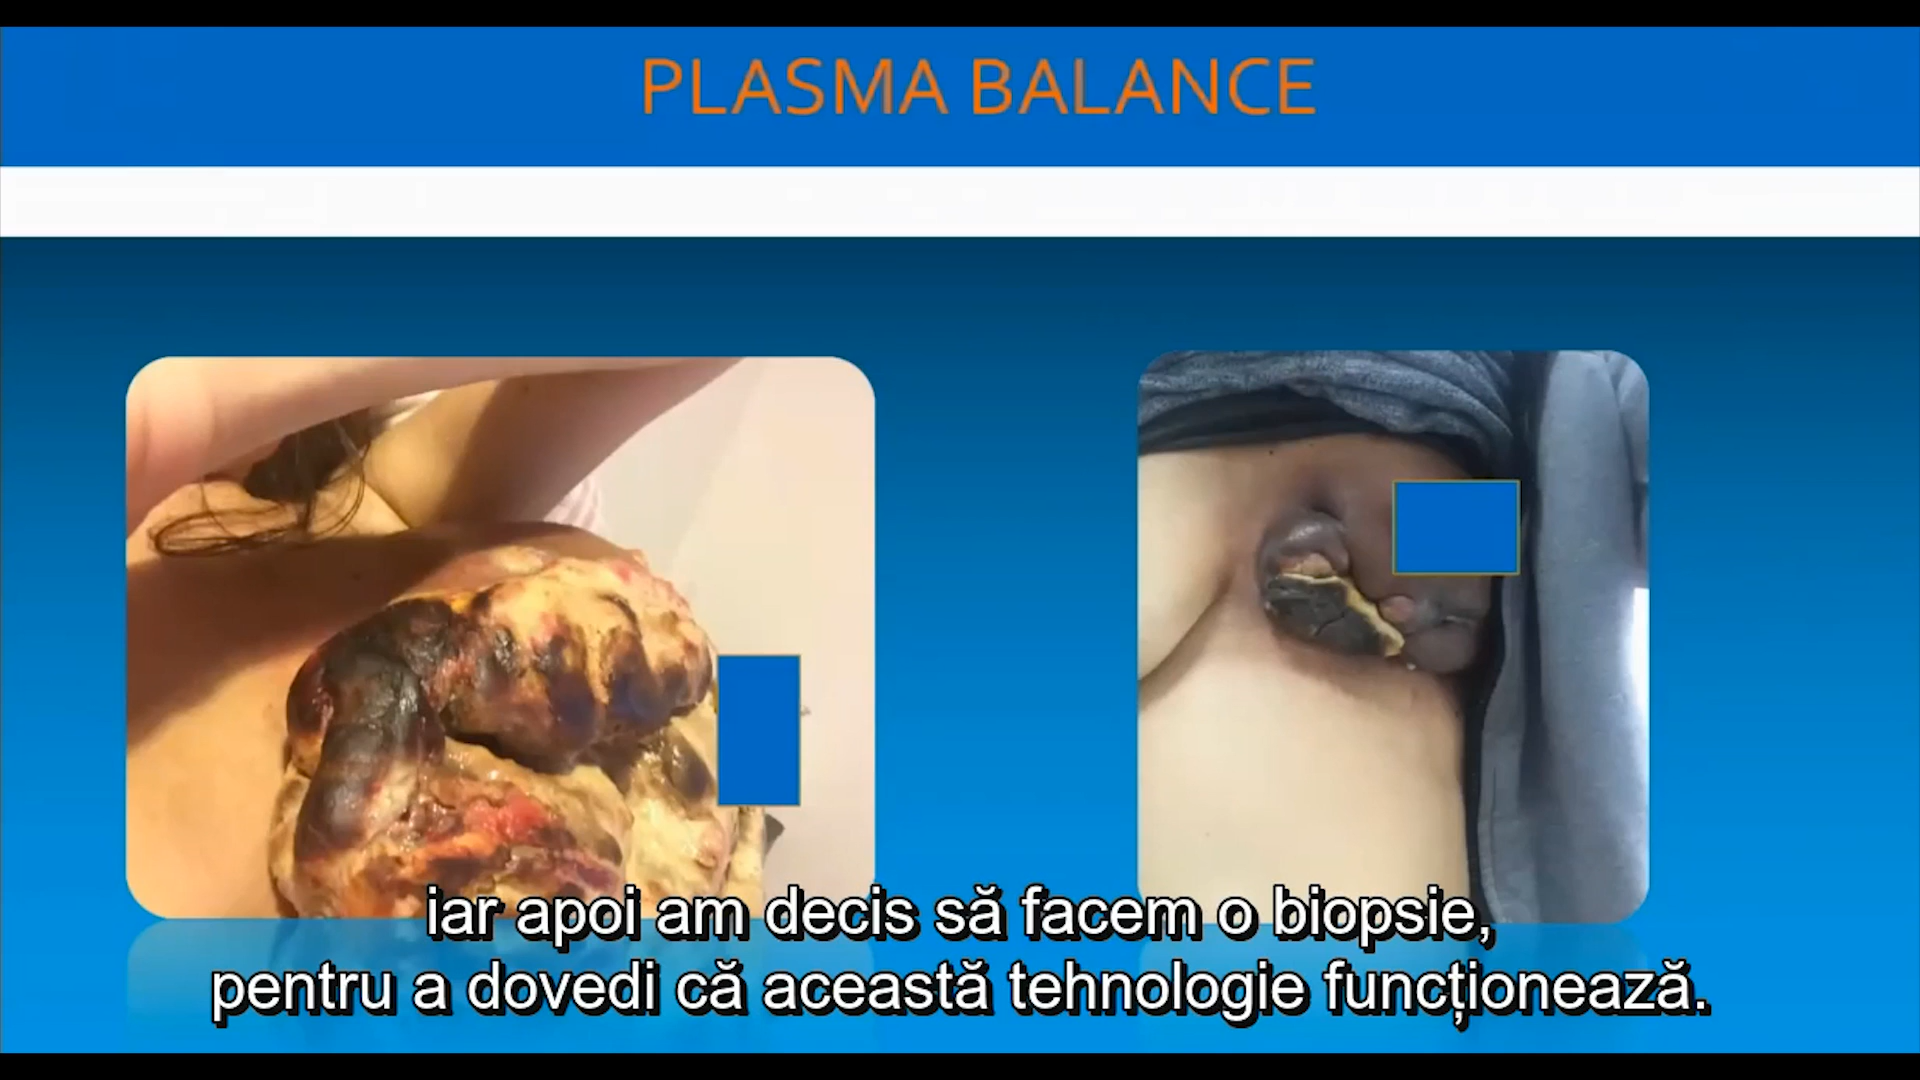 PLASMA BALANCE
iar apoi am decis să facem o biopsie,
pentru a dovedi că această tehnologie funcționează.